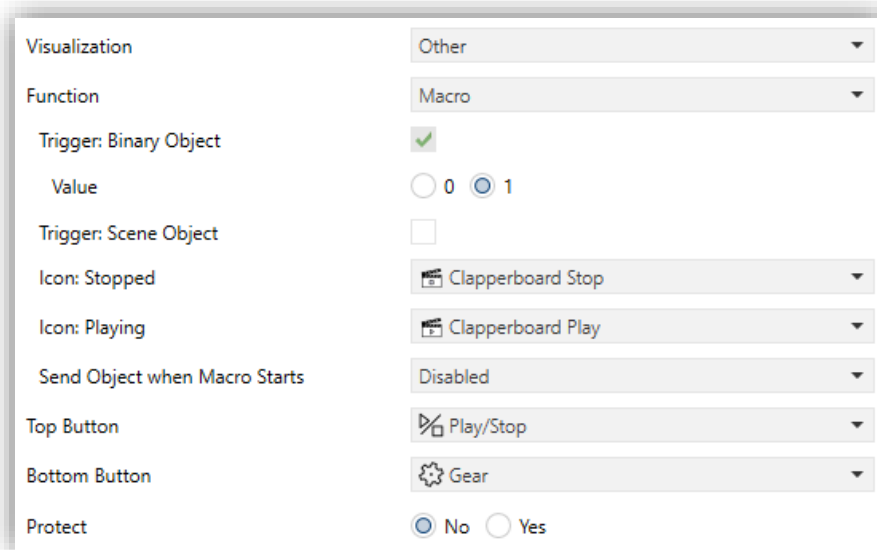 Visualization Other
Function Macro
Trigger: Binary Object
Value 0 1
Trigger: Scene Object
Icon: Stopped Clapperboard Stop
Icon: Playing Clapperboard Play
Send Object when Macro Starts Disabled
Top Button Play/Stop
Bottom Button Gear
Protect No Yes